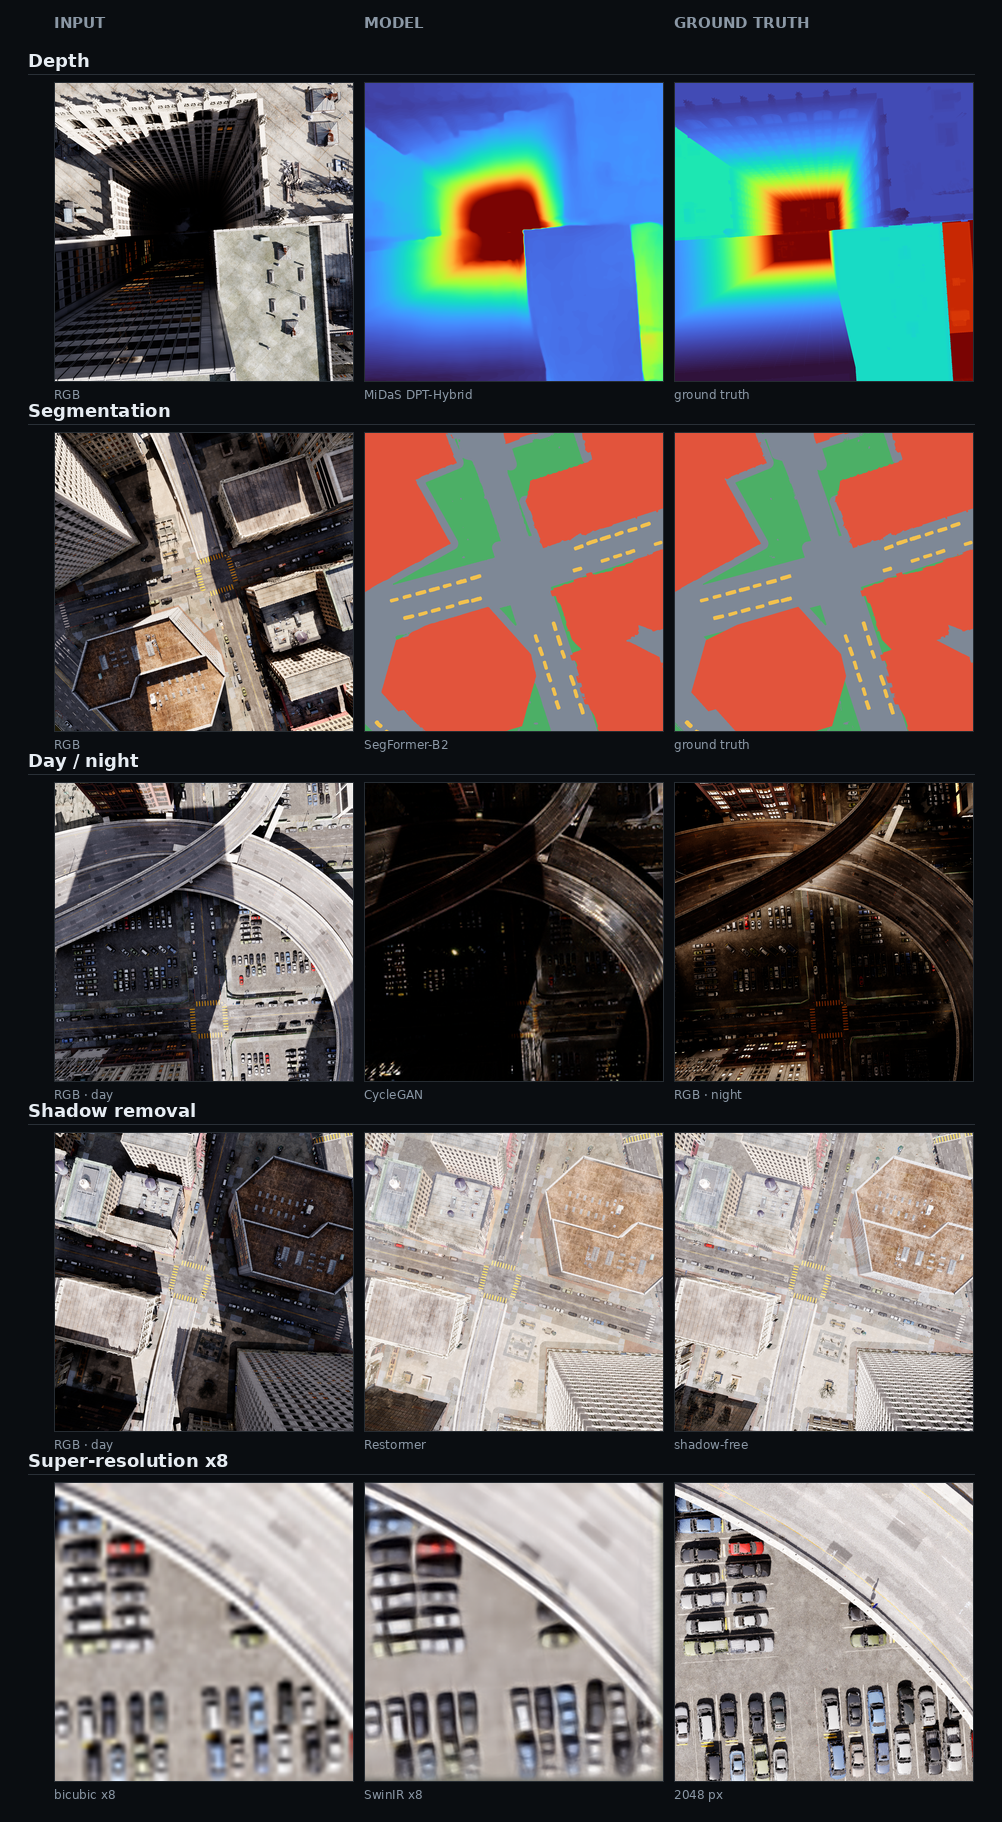 INPUT MODEL GROUND TRUTH
Depth
RGB MiDaS DPT-Hybrid ground truth
Segmentation
RGB SegFormer-B2 ground truth
Day / night
RGB · day CycleGAN RGB · night
Shadow removal
RGB · day Restormer shadow-free
Super-resolution x8
bicubic x8 SwinIR x8 2048 px